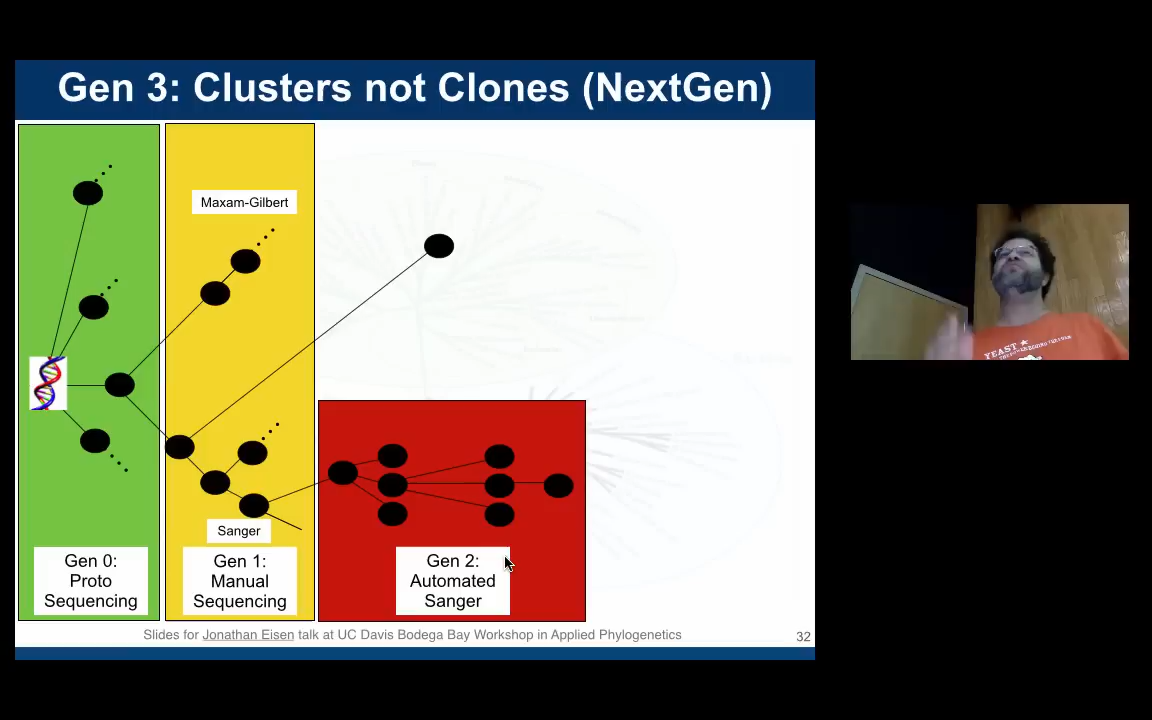 Gen 3: Clusters not Clones (NextGen)
Maxam-Gilbert
Sanger
Gen 0:
Proto
Sequencing
Gen 1:
Manual
Sequencing
Gen 2:
Automated
Sanger
Slides for Jonathan Eisen talk at UC Davis Bodega Bay Workshop in Applied Phylogenetics
32
YEAST